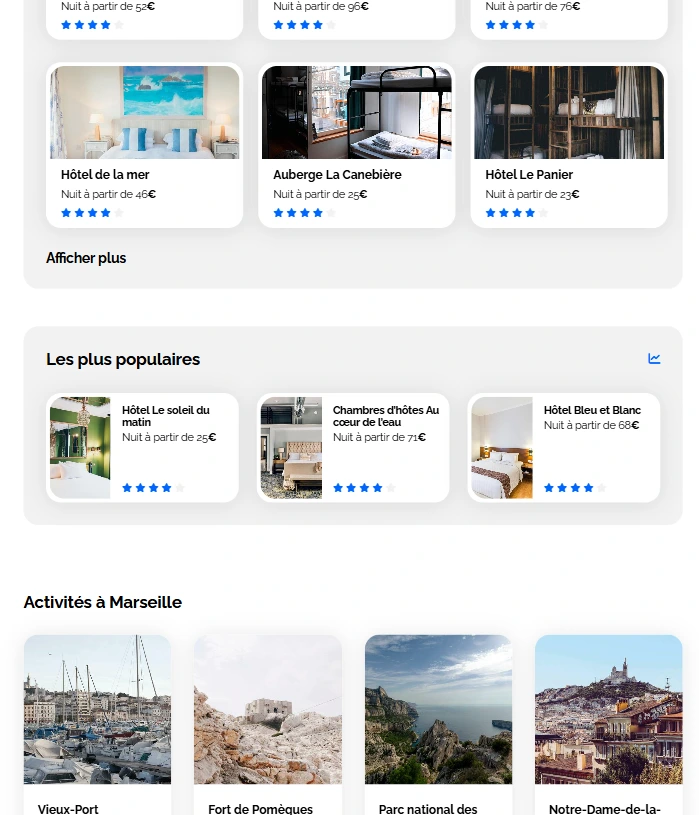 Nuit à partir de 52€
Nuit à partir de 96€
Nuit à partir de 76€
Hôtel de la mer
Nuit à partir de 46€
Auberge La Canebière
Nuit à partir de 25€
Hôtel Le Panier
Nuit à partir de 23€
Afficher plus
Les plus populaires
Hôtel Le soleil du
matin
Nuit à partir de 25€
Chambres d'hôtes Au
cœur de l'eau
Nuit à partir de 71€
Hôtel Bleu et Blanc
Nuit à partir de 68€
Activités à Marseille
Vieux-Port
Fort de Pomègues
Parc national des
Notre-Dame-de-la-